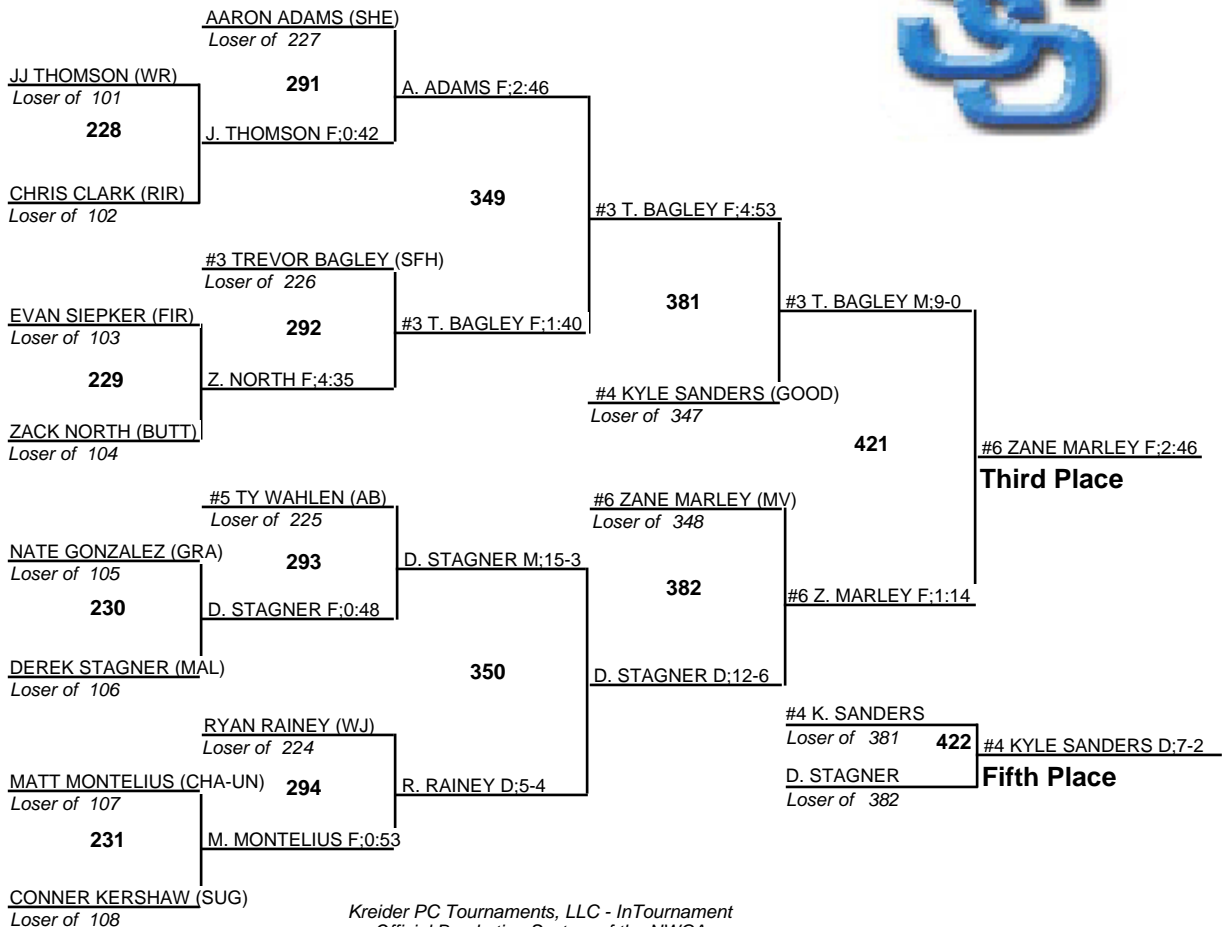 AARON ADAMS (SHE)
Loser of 227
JJ THOMSON (WR)
Loser of 101
291
A. ADAMS F;2:46
228
J. THOMSON F;0:42
CHRIS CLARK (RIR)
Loser of 102
349
#3 T. BAGLEY F;4:53
#3 TREVOR BAGLEY (SFH)
Loser of 226
EVAN SIEPKER (FIR)
Loser of 103
292
#3 T. BAGLEY F;1:40
381
#3 T. BAGLEY M;9-0
229
Z. NORTH F;4:35
#4 KYLE SANDERS (GOOD)
Loser of 347
ZACK NORTH (BUTT)
Loser of 104
421
#6 ZANE MARLEY F;2:46
Third Place
#5 TY WAHLEN (AB)
Loser of 225
#6 ZANE MARLEY (MV)
Loser of 348
NATE GONZALEZ (GRA)
Loser of 105
293
D. STAGNER M;15-3
382
#6 Z. MARLEY F;1:14
230
D. STAGNER F;0:48
DEREK STAGNER (MAL)
Loser of 106
350
D. STAGNER D;12-6
RYAN RAINEY (WJ)
Loser of 224
#4 K. SANDERS
Loser of 381
422
#4 KYLE SANDERS D;7-2
Fifth Place
D. STAGNER
Loser of 382
MATT MONTELIUS (CHA-UN)
Loser of 107
294
R. RAINEY D;5-4
231
M. MONTELIUS F;0:53
CONNER KERSHAW (SUG)
Loser of 108
Kreider PC Tournaments, LLC - InTournament